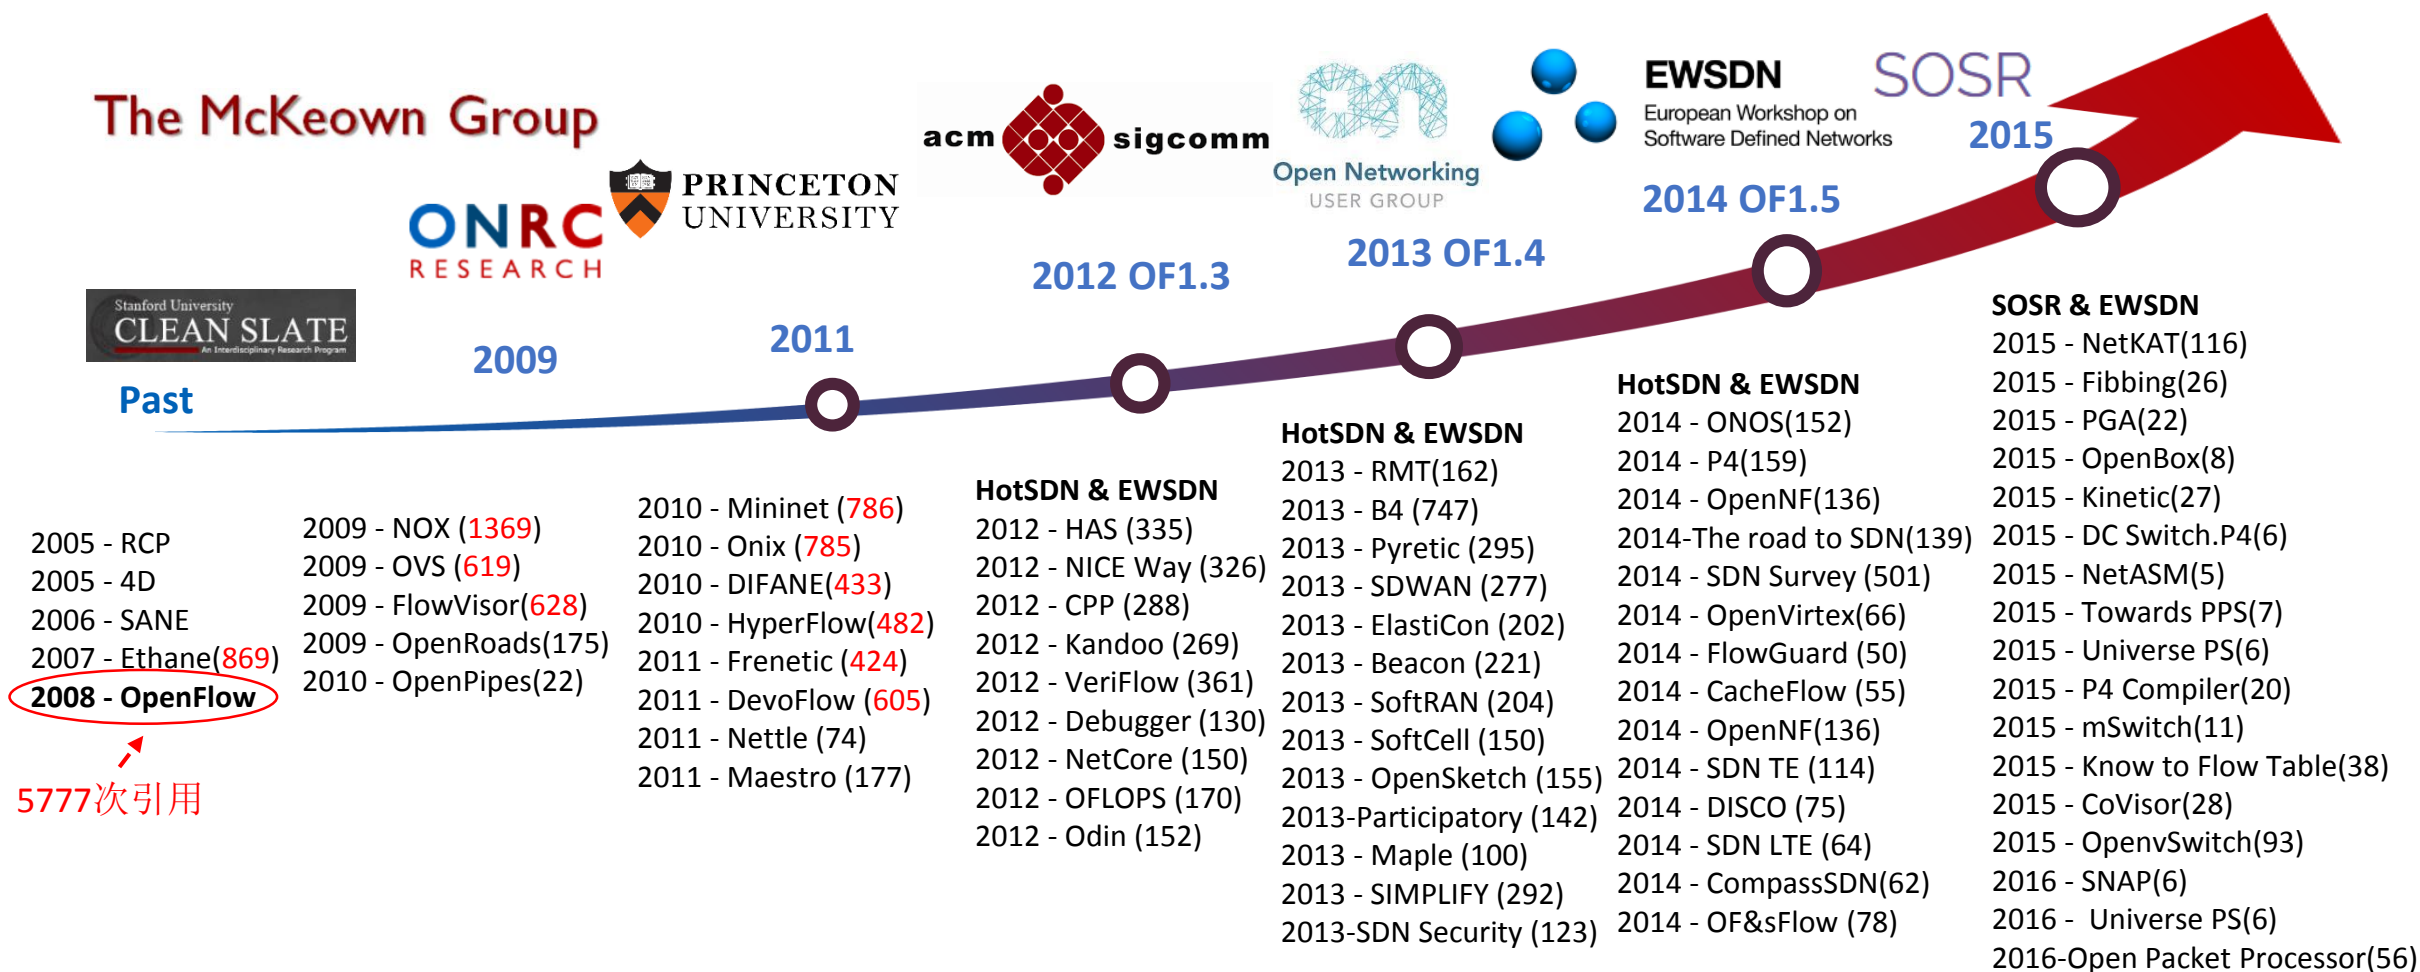 The McKeown Group
ONRC
RESEARCH
PRINCETON
UNIVERSITY
acm sigcomm
Open Networking
USER GROUP
EWSDN
European Workshop on
Software Defined Networks
SOSR
Stanford University
CLEAN SLATE
An Interdisciplinary Research Program
Past
2009
2011
2012 OF1.3
2013 OF1.4
2014 OF1.5
2015
2005 - RCP
2005 - 4D
2006 - SANE
2007 - Ethane(869)
2008 - OpenFlow
5777次引用
2009 - NOX (1369)
2009 - OVS (619)
2009 - FlowVisor(628)
2009 - OpenRoads(175)
2010 - OpenPipes(22)
2010 - Mininet (786)
2010 - Onix (785)
2010 - DIFANE(433)
2010 - HyperFlow(482)
2011 - Frenetic (424)
2011 - DevoFlow (605)
2011 - Nettle (74)
2011 - Maestro (177)
HotSDN & EWSDN
2012 - HAS (335)
2012 - NICE Way (326)
2012 - CPP (288)
2012 - Kandoo (269)
2012 - VeriFlow (361)
2012 - Debugger (130)
2012 - NetCore (150)
2012 - OFLOPS (170)
2012 - Odin (152)
HotSDN & EWSDN
2013 - RMT(162)
2013 - B4 (747)
2013 - Pyretic (295)
2013 - SDWAN (277)
2013 - ElastiCon (202)
2013 - Beacon (221)
2013 - SoftRAN (204)
2013 - SoftCell (150)
2013 - OpenSketch (155)
2013-Participatory (142)
2013 - Maple (100)
2013 - SIMPLIFY (292)
2013-SDN Security (123)
HotSDN & EWSDN
2014 - ONOS(152)
2014 - P4(159)
2014 - OpenNF(136)
2014-The road to SDN(139)
2014 - SDN Survey (501)
2014 - OpenVirtex(66)
2014 - FlowGuard (50)
2014 - CacheFlow (55)
2014 - OpenNF(136)
2014 - SDN TE (114)
2014 - DISCO (75)
2014 - SDN LTE (64)
2014 - CompassSDN(62)
2014 - OF&sFlow (78)
SOSR & EWSDN
2015 - NetKAT(116)
2015 - Fibbing(26)
2015 - PGA(22)
2015 - OpenBox(8)
2015 - Kinetic(27)
2015 - DC Switch.P4(6)
2015 - NetASM(5)
2015 - Towards PPS(7)
2015 - Universe PS(6)
2015 - P4 Compiler(20)
2015 - mSwitch(11)
2015 - Know to Flow Table(38)
2015 - CoVisor(28)
2015 - OpenvSwitch(93)
2016 - SNAP(6)
2016 - Universe PS(6)
2016-Open Packet Processor(56)